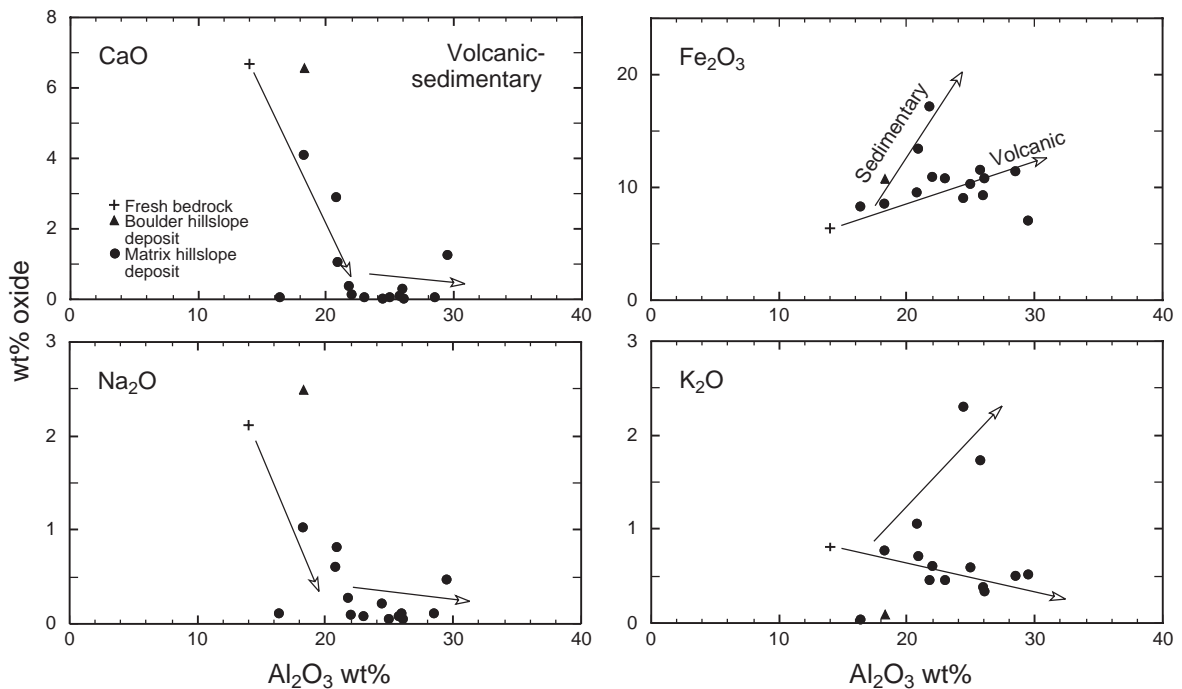 CaO
Volcanic-
sedimentary
Fresh bedrock
Boulder hillslope
deposit
Matrix hillslope
deposit
8
6
4
2
0
0
10
20
30
40
Fe2O3
Sedimentary
Volcanic
20
10
0
0
10
20
30
40
wt% oxide
Na2O
3
2
1
0
0
10
20
30
40
Al2O3 wt%
K2O
3
2
1
0
0
10
20
30
40
Al2O3 wt%